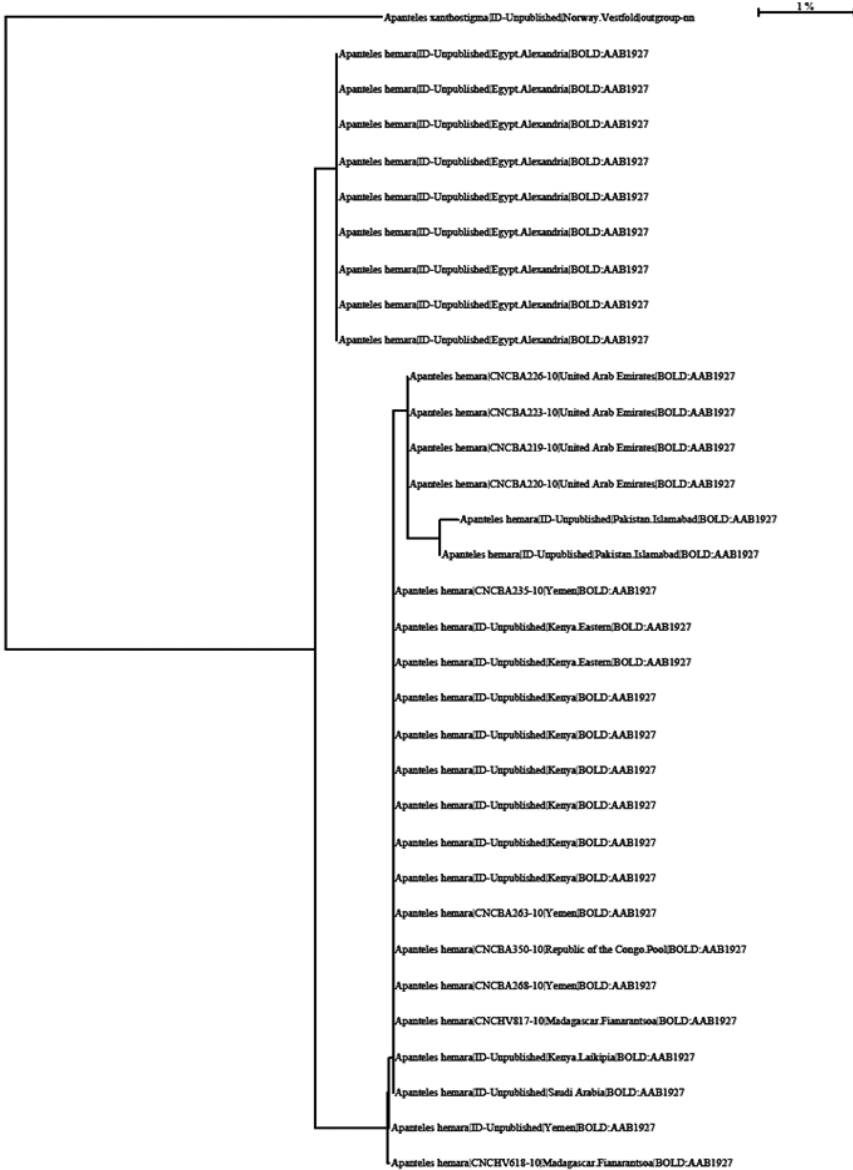 Apanteles xanthostigma|ID-Unpublished|Norway.Vestfold|outgroup-nn
1 %
Apanteles hemara|ID-Unpublished|Egypt.Alexandria|BOLD:AAB1927
Apanteles hemara|ID-Unpublished|Egypt.Alexandria|BOLD:AAB1927
Apanteles hemara|ID-Unpublished|Egypt.Alexandria|BOLD:AAB1927
Apanteles hemara|ID-Unpublished|Egypt.Alexandria|BOLD:AAB1927
Apanteles hemara|ID-Unpublished|Egypt.Alexandria|BOLD:AAB1927
Apanteles hemara|ID-Unpublished|Egypt.Alexandria|BOLD:AAB1927
Apanteles hemara|ID-Unpublished|Egypt.Alexandria|BOLD:AAB1927
Apanteles hemara|ID-Unpublished|Egypt.Alexandria|BOLD:AAB1927
Apanteles hemara|ID-Unpublished|Egypt.Alexandria|BOLD:AAB1927
Apanteles hemara|CNCBA226-10|United Arab Emirates|BOLD:AAB1927
Apanteles hemara|CNCBA223-10|United Arab Emirates|BOLD:AAB1927
Apanteles hemara|CNCBA219-10|United Arab Emirates|BOLD:AAB1927
Apanteles hemara|CNCBA220-10|United Arab Emirates|BOLD:AAB1927
Apanteles hemara|ID-Unpublished|Pakistan.Islamabad|BOLD:AAB1927
Apanteles hemara|ID-Unpublished|Pakistan.Islamabad|BOLD:AAB1927
Apanteles hemara|CNCBA235-10|Yemen|BOLD:AAB1927
Apanteles hemara|ID-Unpublished|Kenya.Eastern|BOLD:AAB1927
Apanteles hemara|ID-Unpublished|Kenya.Eastern|BOLD:AAB1927
Apanteles hemara|ID-Unpublished|Kenya|BOLD:AAB1927
Apanteles hemara|ID-Unpublished|Kenya|BOLD:AAB1927
Apanteles hemara|ID-Unpublished|Kenya|BOLD:AAB1927
Apanteles hemara|ID-Unpublished|Kenya|BOLD:AAB1927
Apanteles hemara|ID-Unpublished|Kenya|BOLD:AAB1927
Apanteles hemara|ID-Unpublished|Kenya|BOLD:AAB1927
Apanteles hemara|CNCBA263-10|Yemen|BOLD:AAB1927
Apanteles hemara|CNCBA350-10|Republic of the Congo.Pool|BOLD:AAB1927
Apanteles hemara|CNCBA268-10|Yemen|BOLD:AAB1927
Apanteles hemara|CNCHV817-10|Madagascar.Fianarantsoa|BOLD:AAB1927
Apanteles hemara|ID-Unpublished|Kenya.Laikipia|BOLD:AAB1927
Apanteles hemara|ID-Unpublished|Saudi Arabia|BOLD:AAB1927
Apanteles hemara|ID-Unpublished|Yemen|BOLD:AAB1927
Apanteles hemara|CNCHV618-10|Madagascar.Fianarantsoa|BOLD:AAB1927